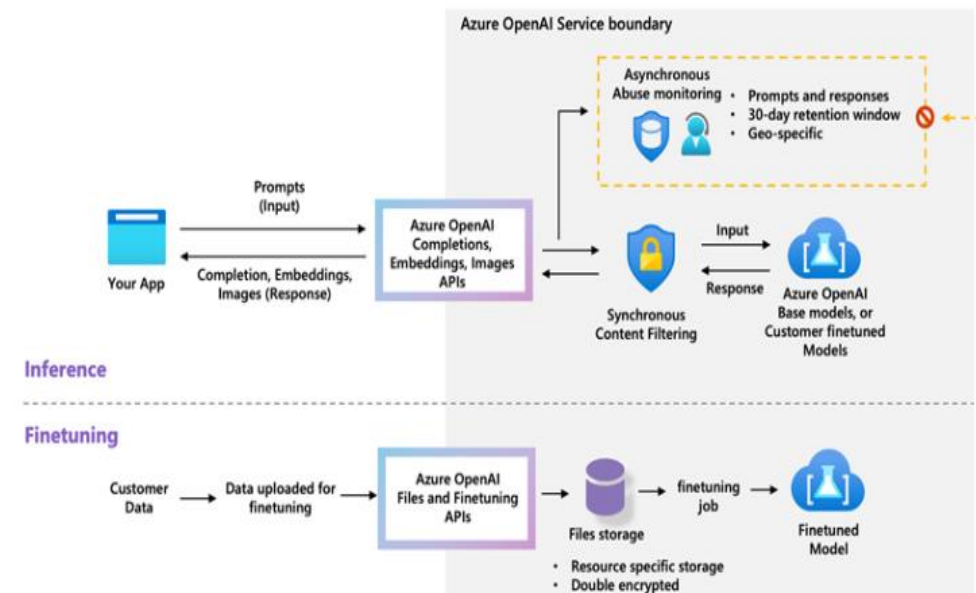 Azure OpenAI Service boundary
Asynchronous
Abuse monitoring
• Prompts and responses
• 30-day retention window
• Geo-specific
Prompts
(Input)
Your App
Completion, Embeddings,
Images (Response)
Azure OpenAI
Completions,
Embeddings, Images
APIs
Synchronous
Content Filtering
Input
Response
Azure OpenAI
Base models, or
Customer finetuned
Models
Inference
Finetuning
Customer
Data
Data uploaded for
finetuning
Azure OpenAI
Files and Finetuning
APIs
Files storage
• Resource specific storage
• Double encrypted
finetuning
job
Finetuned
Model